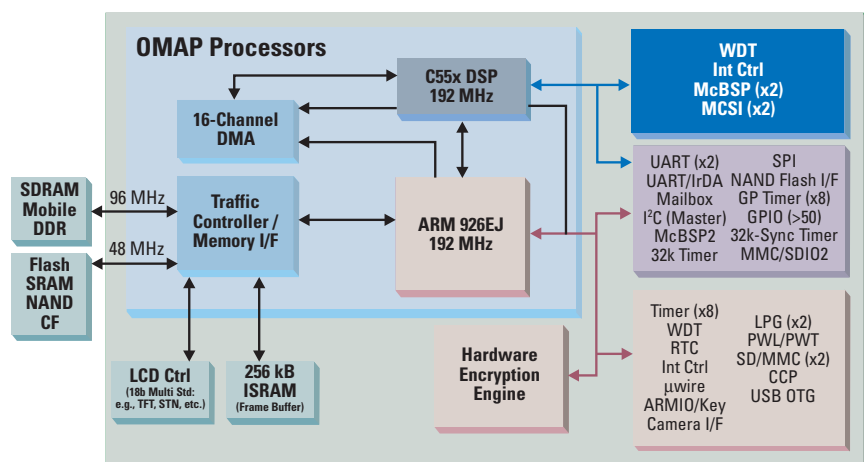 OMAP Processors
C55x DSP
192 MHz
16-Channel
DMA
Traffic
Controller /
Memory I/F
ARM 926EJ
192 MHz
SDRAM
Mobile
DDR
96 MHz
48 MHz
Flash
SRAM
NAND
CF
LCD Ctrl
(18b Multi Std:
e.g., TFT, STN, etc.)
256 kB
ISRAM
(Frame Buffer)
Hardware
Encryption
Engine
WDT
Int Ctrl
McBSP (x2)
MCSI (x2)
UART (x2)
UART/IrDA
Mailbox
I²C (Master)
McBSP2
32k Timer
SPI
NAND Flash I/F
GP Timer (x8)
GPIO (>50)
32k-Sync Timer
MMC/SDIO2
Timer (x8)
WDT
RTC
Int Ctrl
µwire
ARMIO/Key
Camera I/F
LPG (x2)
PWL/PWT
SD/MMC (x2)
CCP
USB OTG